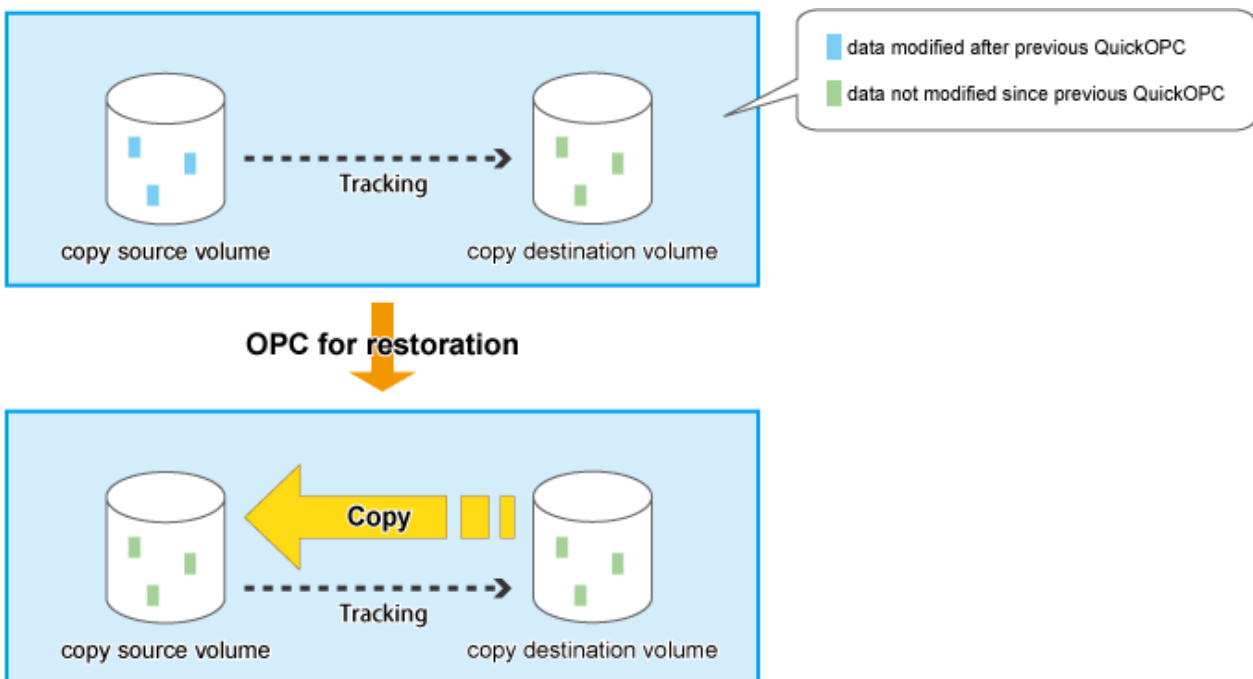 data modified after previous QuickOPC
data not modified since previous QuickOPC
Tracking
copy source volume
copy destination volume
OPC for restoration
Copy
Tracking
copy source volume
copy destination volume